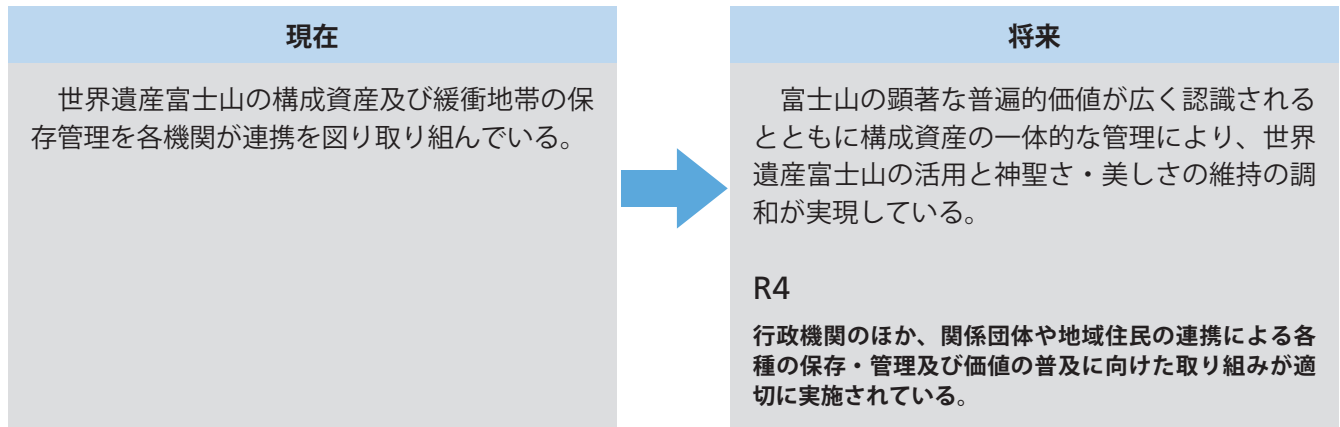 現在
　世界遺産富士山の構成資産及び緩衝地帯の保
存管理を各機関が連携を図り取り組んでいる。
将来
　富士山の顕著な普遍的価値が広く認識される
とともに構成資産の一体的な管理により、世界
遺産富士山の活用と神聖さ・美しさの維持の調
和が実現している。
R4
行政機関のほか、関係団体や地域住民の連携による各
種の保存・管理及び価値の普及に向けた取り組みが適
切に実施されている。